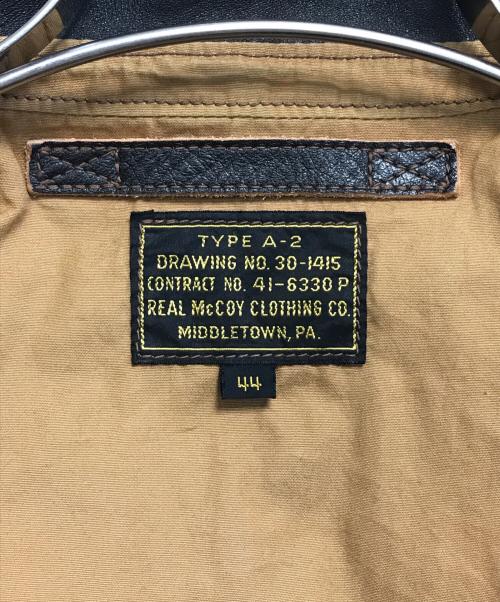 TYPE A-2
DRAWING NO. 30-1415
CONTRACT NO. 41-6330 P
REAL McCOY CLOTHING CO.
MIDDLETOWN, PA.
44